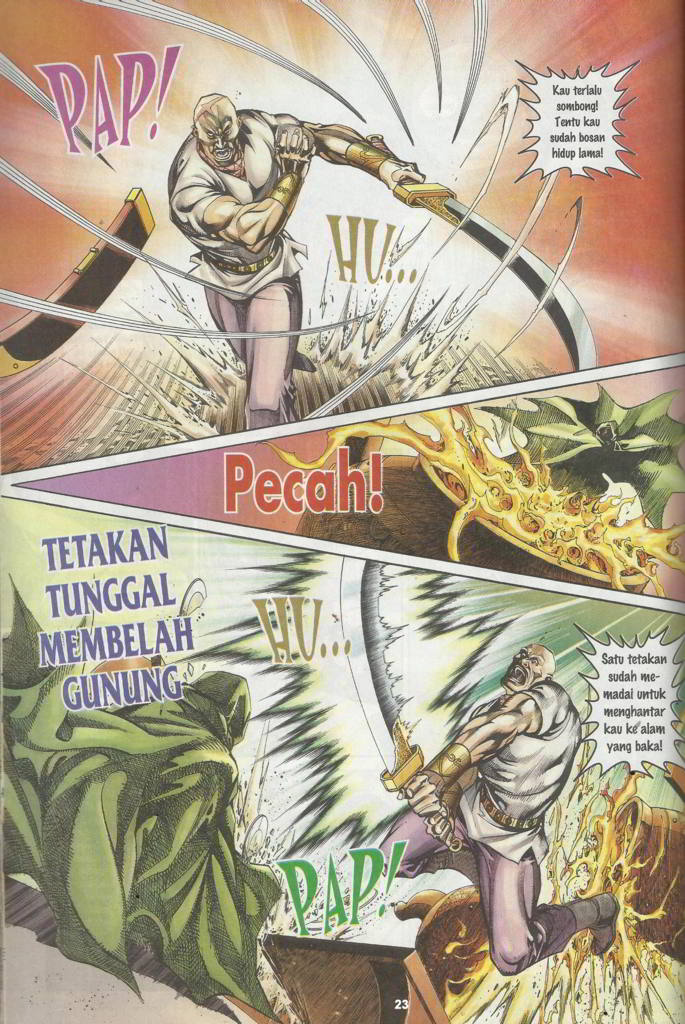 PAP!
Kau terlalu
sombong!
Tentu kau
sudah bosan
hidup lama!
HU...
Pecah!
TETAKAN
TUNGGAL
MEMBELAH
GUNUNG
HU...
Satu tetakan
sudah me-
madai untuk
menghantar
kau ke alam
yang baka!
PAP!
23